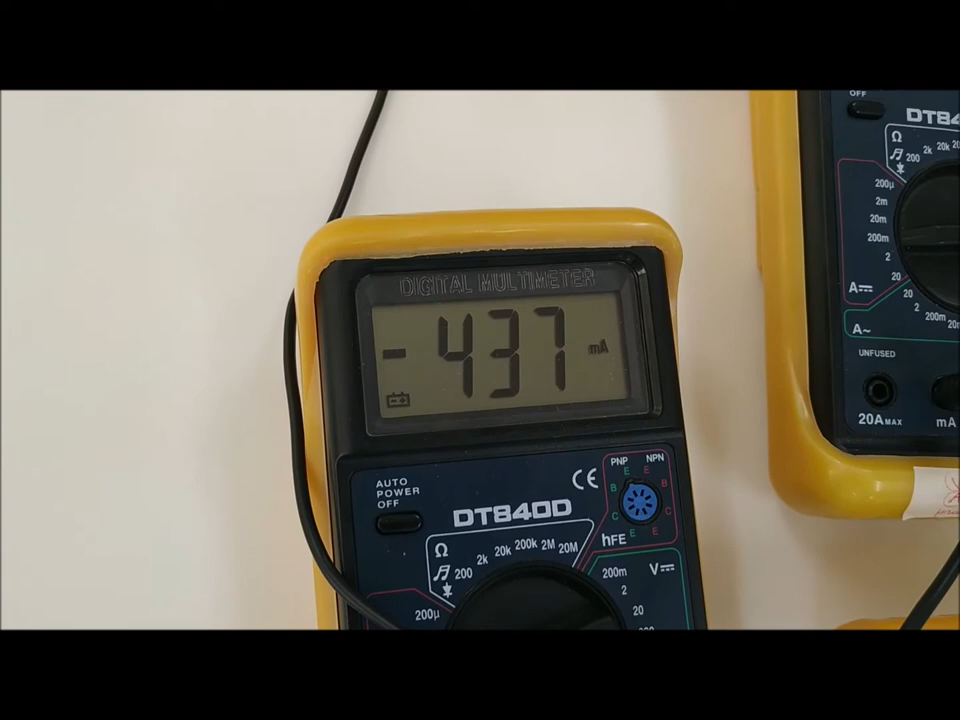 DIGITAL MULTIMETER
- 437 mA
AUTO
POWER
OFF
CE
DT840D
PNP NPN
E E
B B
C C
E E
hFE
Ω
200 2k 20k 200k 2M 20M
200μ
200m
2
20
V
OFF
DT84
Ω
200 2k 20k
200μ
2m
20m
200m
2
20
A
20
2
200m
A~
UNFUSED
20A MAX
mA